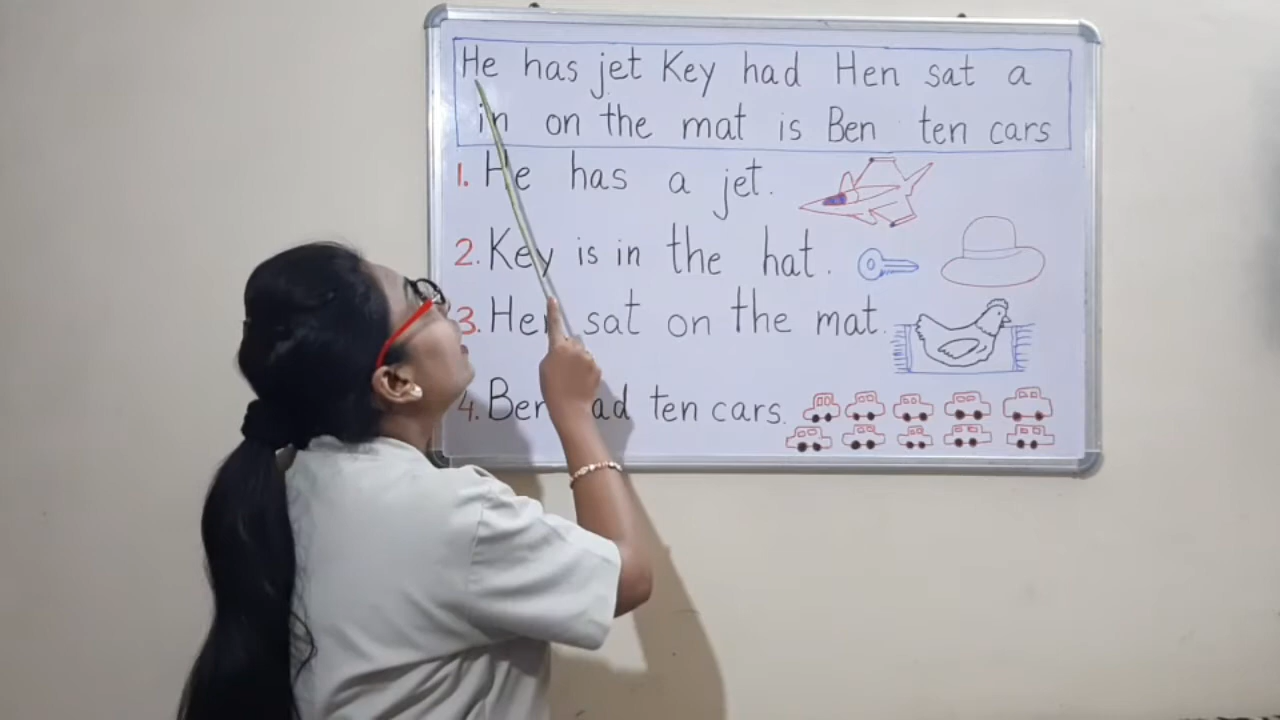 He has jet Key had Hen sat a
in on the mat is Ben ten cars
1. He has a jet.
2. Key is in the hat.
3. Hen sat on the mat.
4. Ben had ten cars.